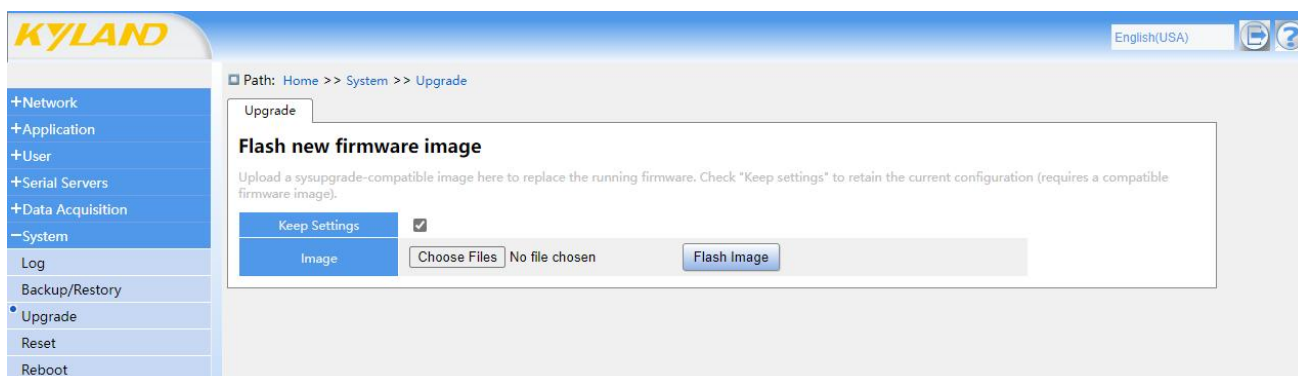 KYLAND
English(USA)
Path: Home >> System >> Upgrade
+Network
+Application
+User
+Serial Servers
+Data Acquisition
−System
Log
Backup/Restory
Upgrade
Reset
Reboot
Upgrade
Flash new firmware image
Upload a sysupgrade-compatible image here to replace the running firmware. Check "Keep settings" to retain the current configuration (requires a compatible
firmware image).
Keep Settings
Image Choose Files No file chosen Flash Image